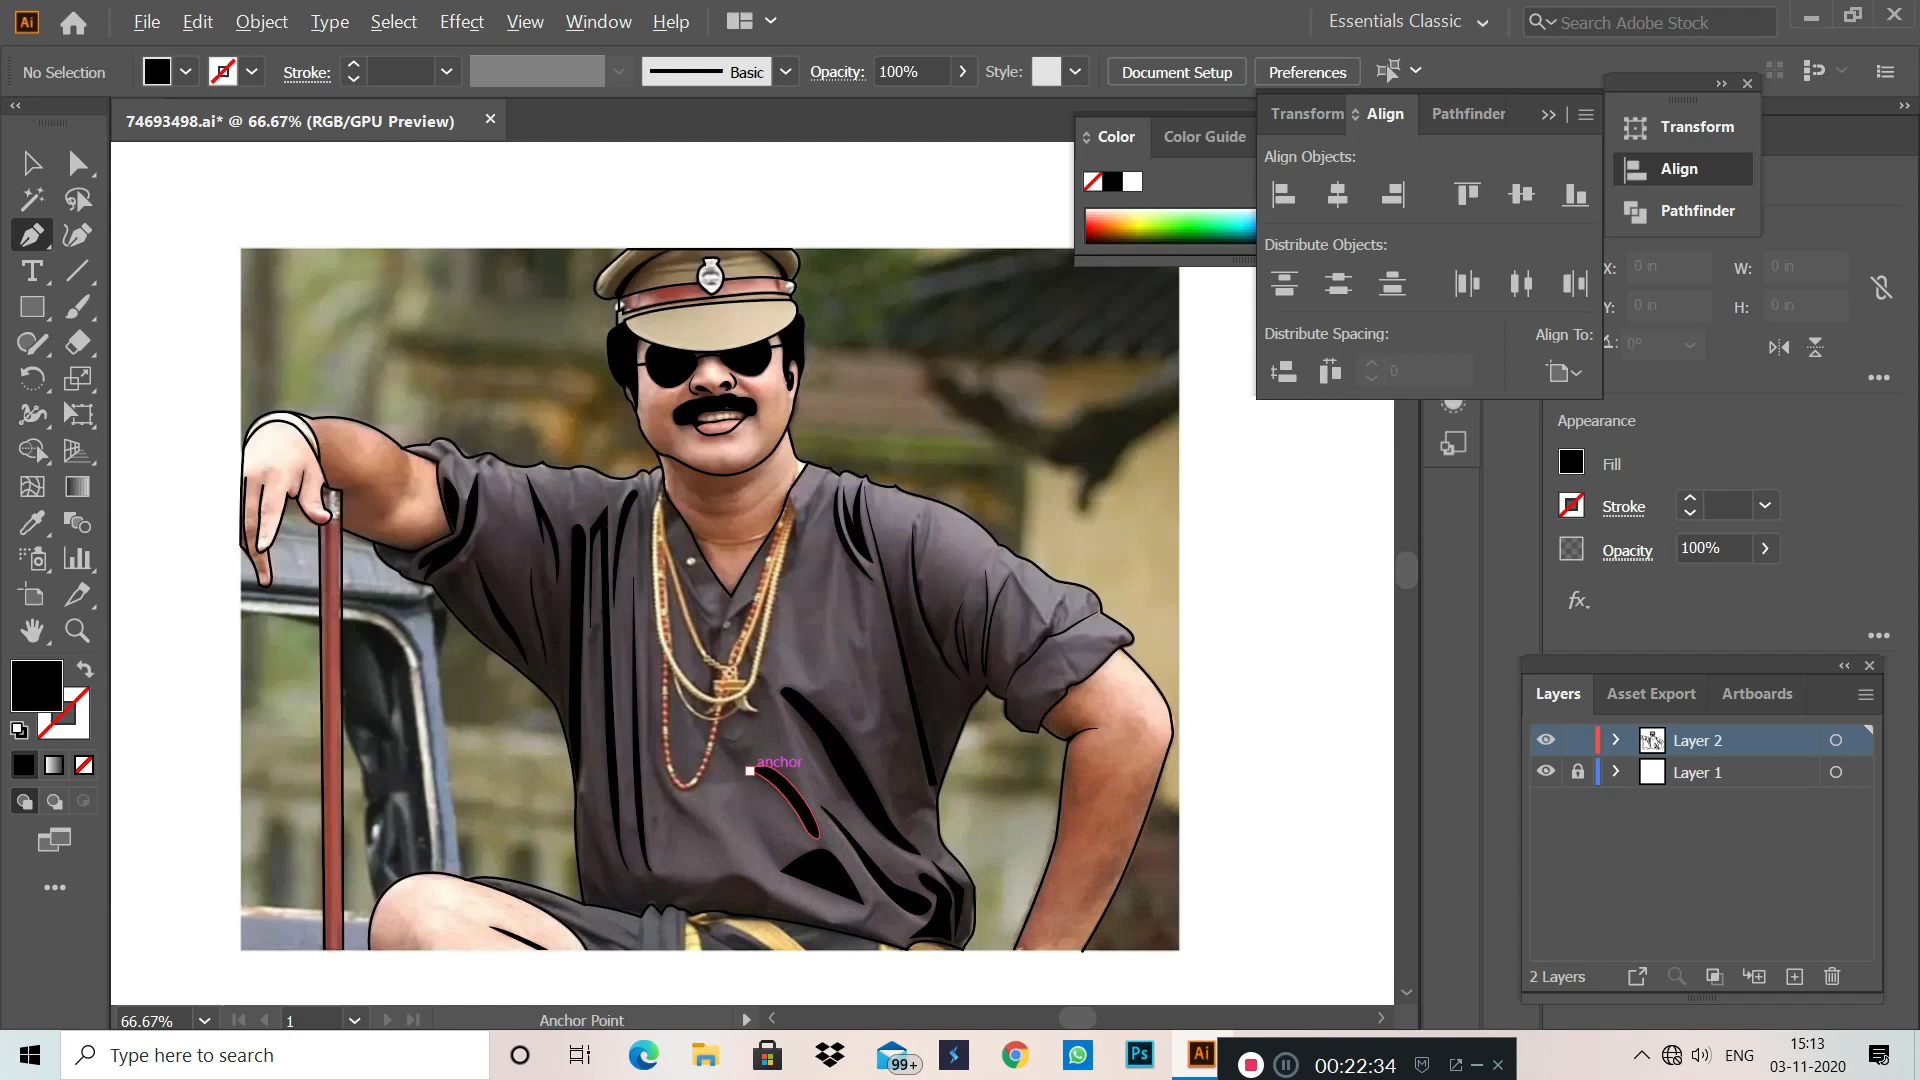 Ai File Edit Object Type Select Effect View Window Help Essentials Classic Search Adobe Stock
No Selection Stroke: Basic Opacity: 100% Style: Document Setup Preferences
74693498.ai* @ 66.67% (RGB/GPU Preview)
Color Color Guide
Transform Align Pathfinder
Align Objects:
Distribute Objects:
Distribute Spacing: Align To:
0
Transform
Align
Pathfinder
X: 0 in W: 0 in
Y: 0 in H: 0 in
0°
Appearance
Fill
Stroke
Opacity 100%
fx.
anchor
Layers Asset Export Artboards
Layer 2
Layer 1
2 Layers
66.67% 1 Anchor Point
Type here to search 99+ Ps Ai 00:22:34 ENG 15:13
03-11-2020